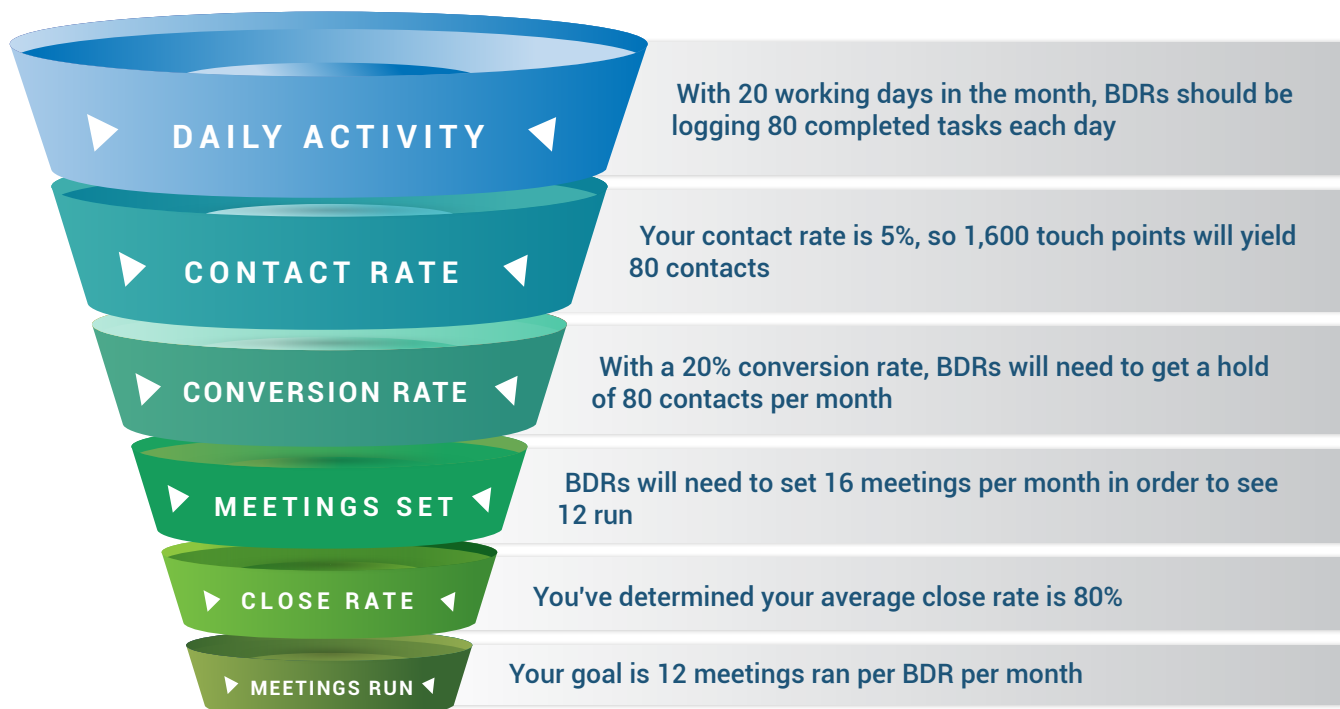 DAILY ACTIVITY
With 20 working days in the month, BDRs should be
logging 80 completed tasks each day
CONTACT RATE
Your contact rate is 5%, so 1,600 touch points will yield
80 contacts
CONVERSION RATE
With a 20% conversion rate, BDRs will need to get a hold
of 80 contacts per month
MEETINGS SET
BDRs will need to set 16 meetings per month in order to see
12 run
CLOSE RATE
You've determined your average close rate is 80%
MEETINGS RUN
Your goal is 12 meetings ran per BDR per month